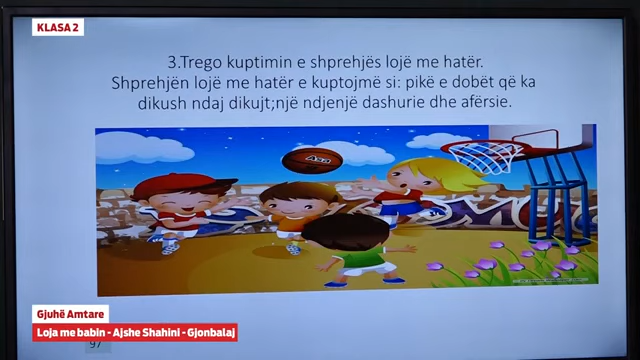 KLASA 2
3.Trego kuptimin e shprehjës lojë me hatër.
Shprehjën lojë me hatër e kuptojmë si: pikë e dobët që ka
dikush ndaj dikujt;një ndjenjë dashurie dhe afërsie.
Gjuhë Amtare
Loja me babin - Ajshe Shahini - Gjonbalaj
97